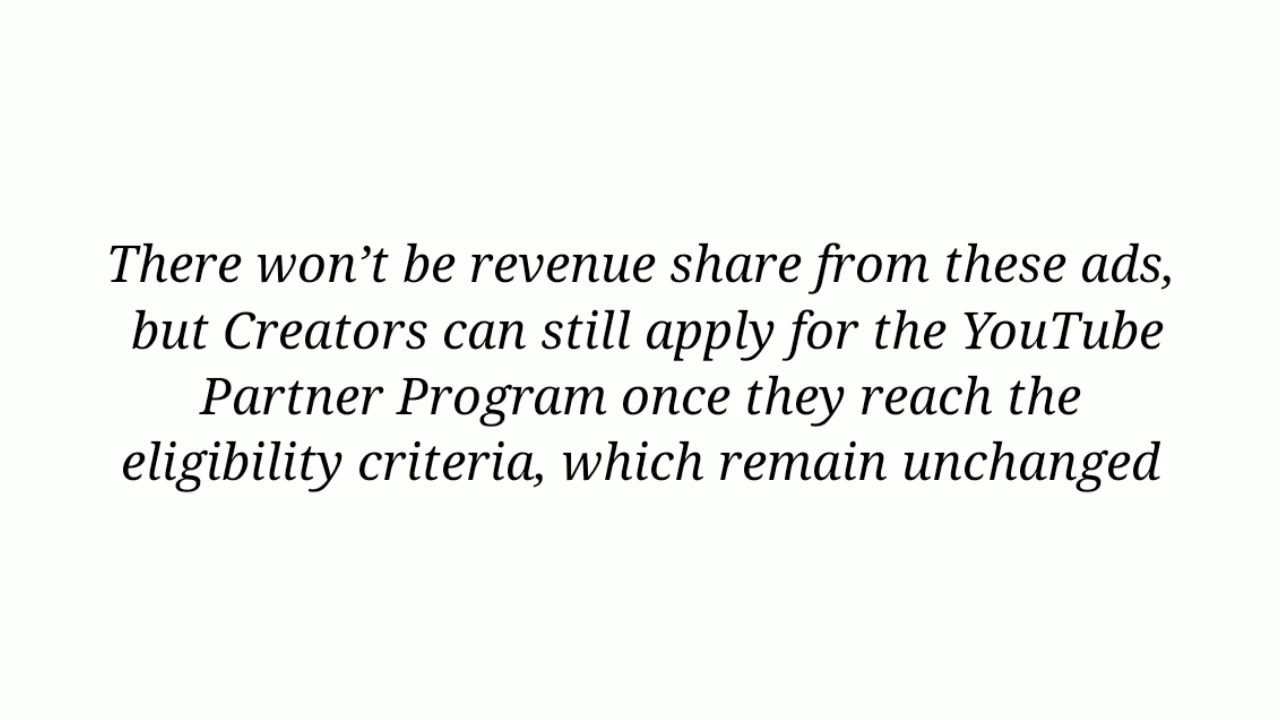 There won’t be revenue share from these ads,
but Creators can still apply for the YouTube
Partner Program once they reach the
eligibility criteria, which remain unchanged